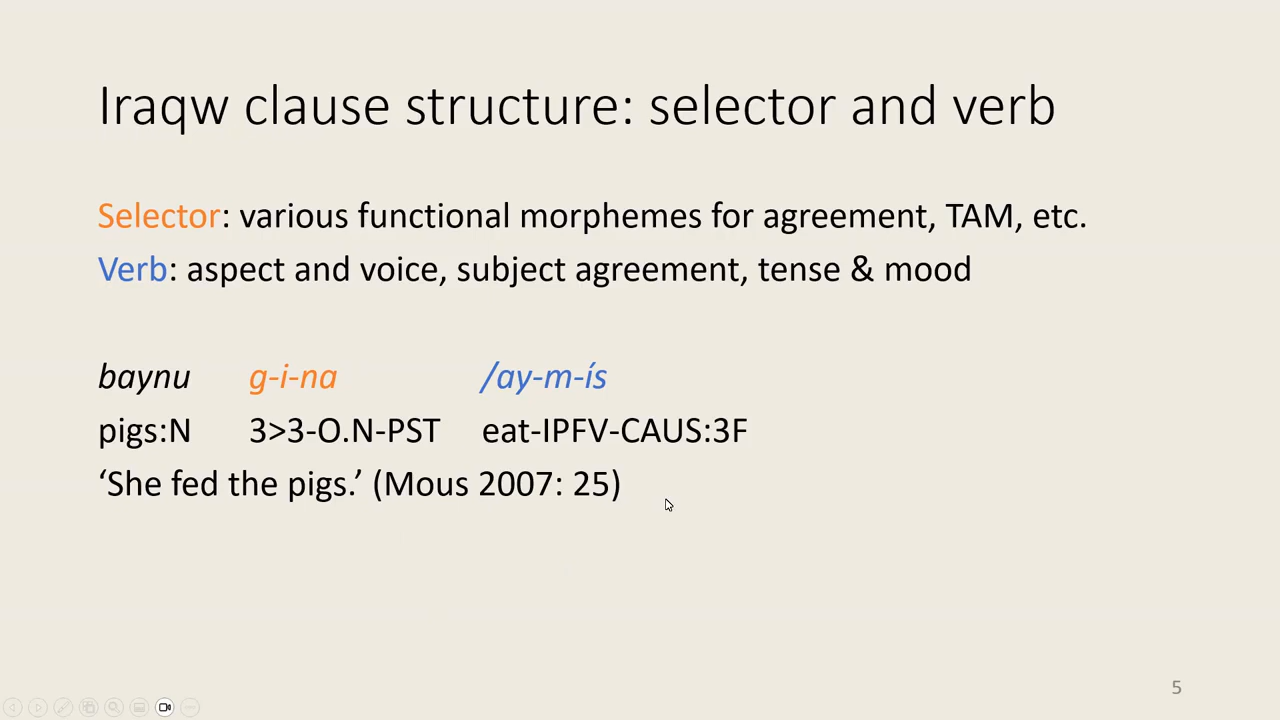 Iraqw clause structure: selector and verb
Selector: various functional morphemes for agreement, TAM, etc.
Verb: aspect and voice, subject agreement, tense & mood
baynu g-i-na /ay-m-ís
pigs:N 3>3-O.N-PST eat-IPFV-CAUS:3F
‘She fed the pigs.’ (Mous 2007: 25)
5